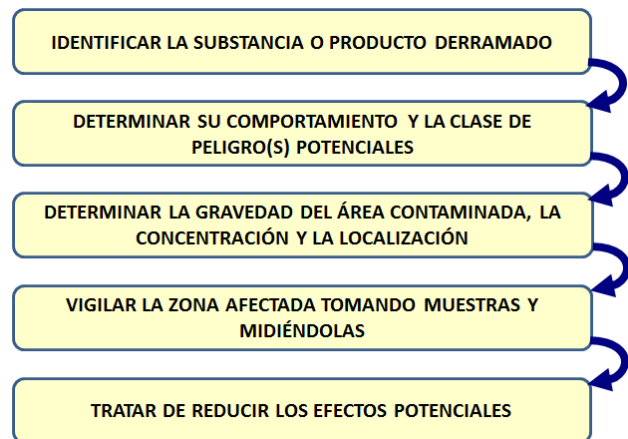 IDENTIFICAR LA SUBSTANCIA O PRODUCTO DERRAMADO
DETERMINAR SU COMPORTAMIENTO Y LA CLASE DE
PELIGRO(S) POTENCIALES
DETERMINAR LA GRAVEDAD DEL ÁREA CONTAMINADA, LA
CONCENTRACIÓN Y LA LOCALIZACIÓN
VIGILAR LA ZONA AFECTADA TOMANDO MUESTRAS Y
MIDIÉNDOLAS
TRATAR DE REDUCIR LOS EFECTOS POTENCIALES